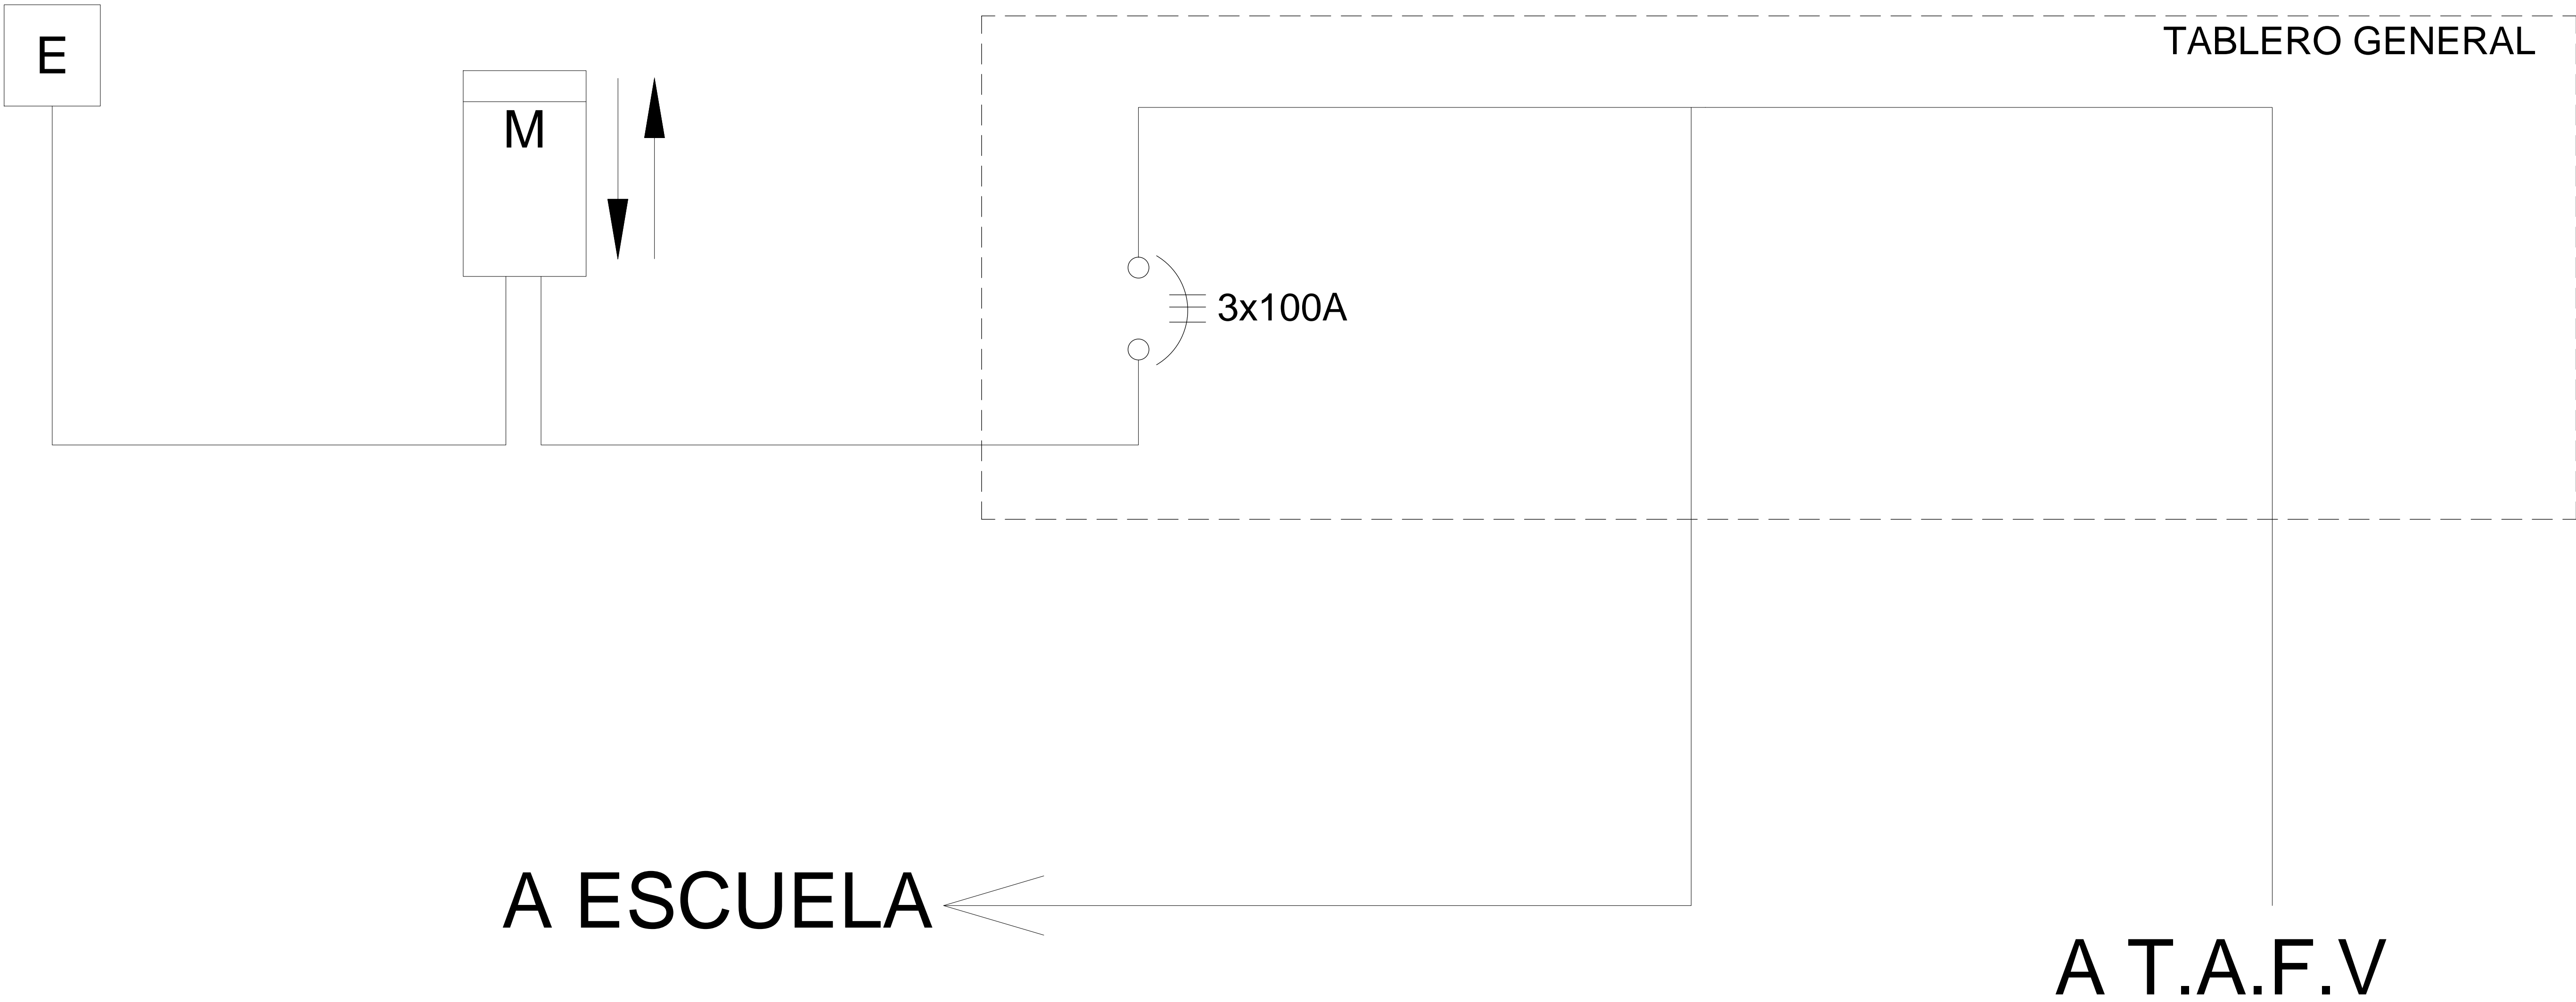 E
TABLERO GENERAL
M
3x100A
A ESCUELA
A T.A.F.V